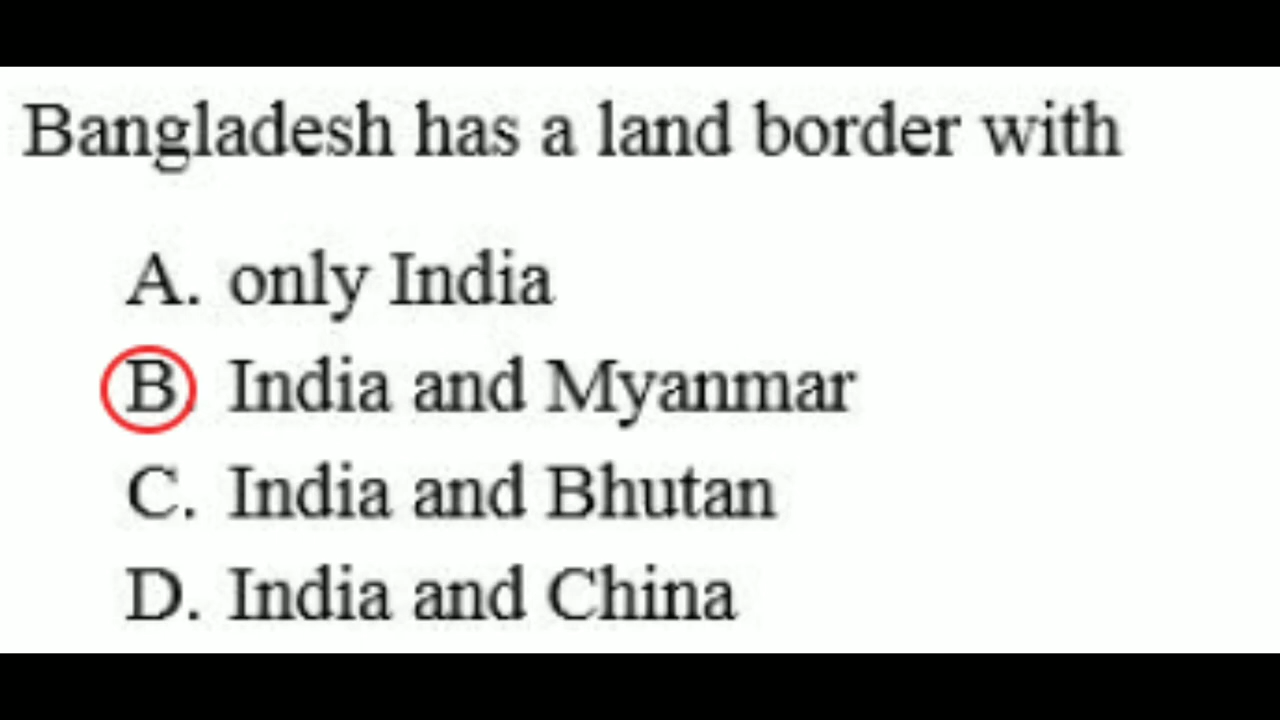 Bangladesh has a land border with
A. only India
B. India and Myanmar
C. India and Bhutan
D. India and China